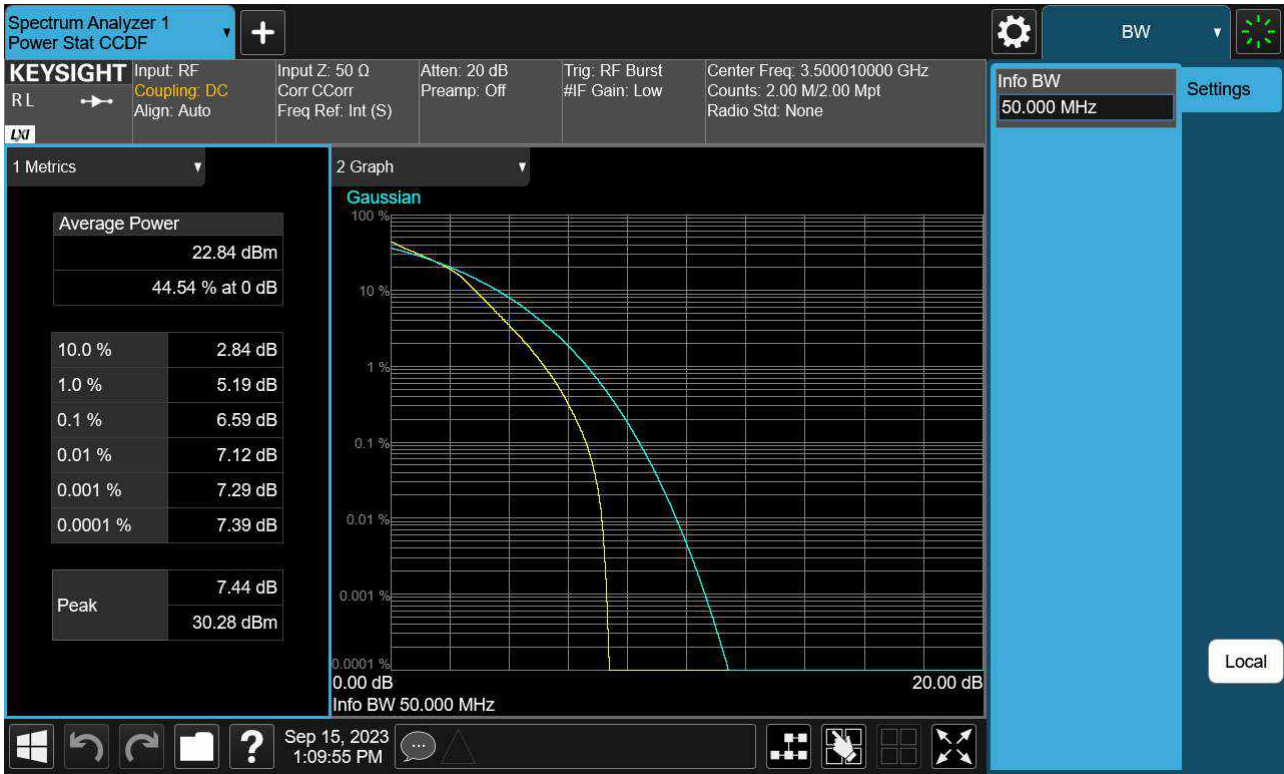 Spectrum Analyzer 1
Power Stat CCDF
BW
KEYSIGHT
RL
LXI
Input: RF
Coupling: DC
Align: Auto
Input Z: 50 Ω
Corr CCorr
Freq Ref: Int (S)
Atten: 20 dB
Preamp: Off
Trig: RF Burst
#IF Gain: Low
Center Freq: 3.500010000 GHz
Counts: 2.00 M/2.00 Mpt
Radio Std: None
Info BW
50.000 MHz
Settings
1 Metrics
Average Power
22.84 dBm
44.54 % at 0 dB
10.0 % 2.84 dB
1.0 % 5.19 dB
0.1 % 6.59 dB
0.01 % 7.12 dB
0.001 % 7.29 dB
0.0001 % 7.39 dB
Peak
7.44 dB
30.28 dBm
2 Graph
Gaussian
100 %
10 %
1 %
0.1 %
0.01 %
0.001 %
0.0001 %
0.00 dB 20.00 dB
Info BW 50.000 MHz
Local
?
Sep 15, 2023
1:09:55 PM